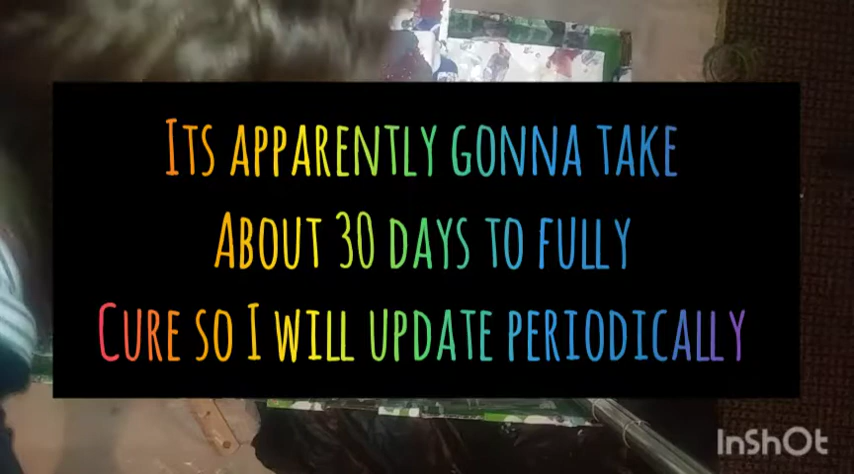 Its apparently gonna take
About 30 days to fully
Cure so I will update periodically
InShOt